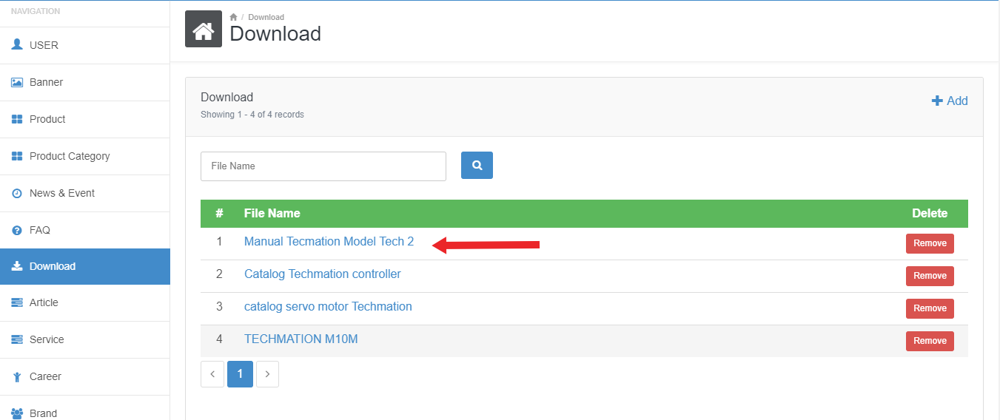 NAVIGATION
USER
Banner
Product
Product Category
News & Event
FAQ
Download
Article
Service
Career
Brand
/ Download
Download
Download
Showing 1 - 4 of 4 records
Add
File Name
# File Name Delete
1 Manual Tecmation Model Tech 2 Remove
2 Catalog Techmation controller Remove
3 catalog servo motor Techmation Remove
4 TECHMATION M10M Remove
1